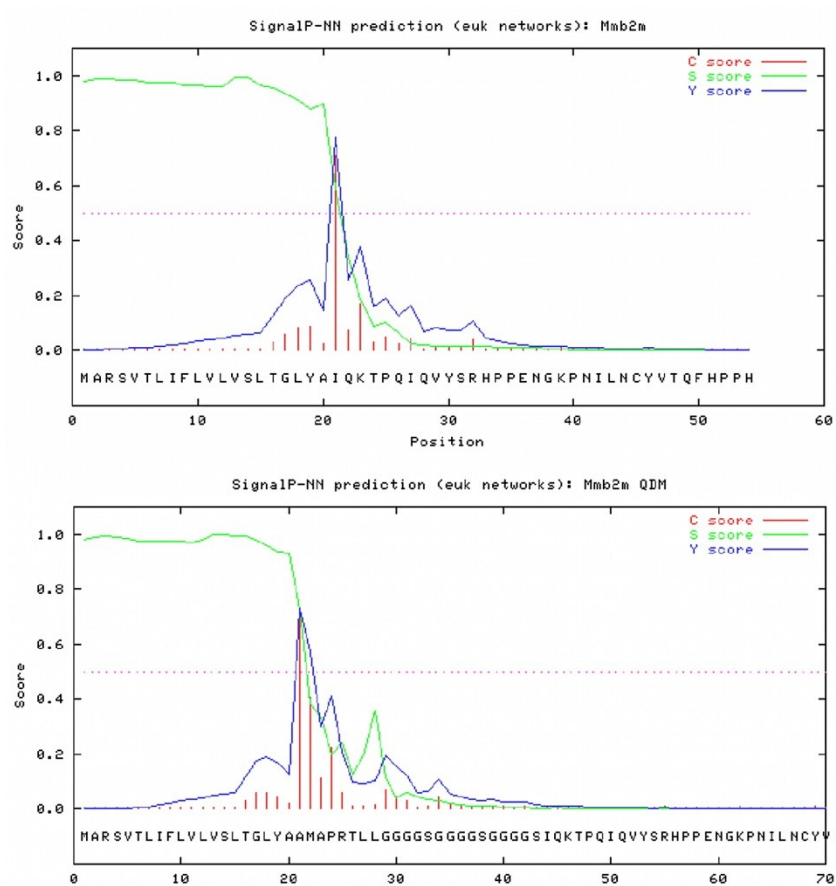 SignalP-NN prediction (euk networks): Mmb2m
C score
S score
Y score
1.0
0.8
0.6
0.4
0.2
0.0
Score
MARSVTLIFLVLVSLTGLYAIQKTPQIQVYSRHPPENGKPNILNCYVTQFHPPH
0 10 20 30 40 50 60
Position
SignalP-NN prediction (euk networks): Mmb2m QDM
C score
S score
Y score
1.0
0.8
0.6
0.4
0.2
0.0
Score
MARSVTLIFLVLVSLTGLYAAMAPRTLLGGGGSGGGGSGGGGSIQKTPQIQVYSRHPPENGKPNILNCYV
0 10 20 30 40 50 60 70